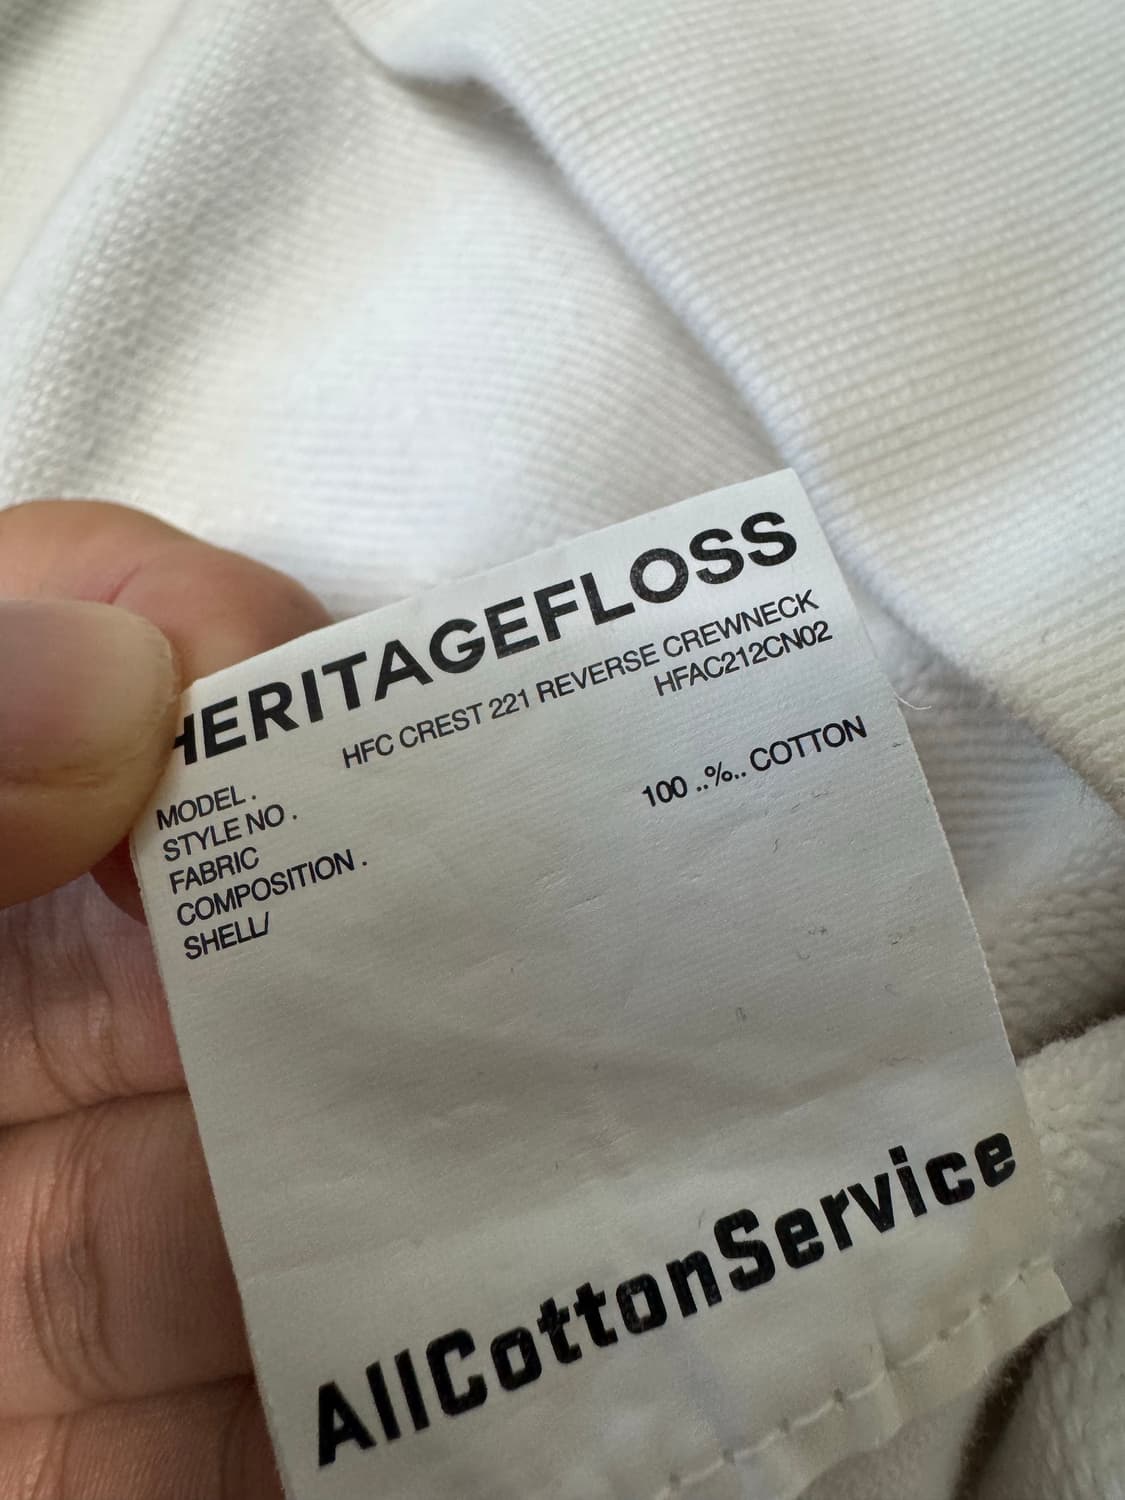 HERITAGEFLOSS
MODEL . HFC CREST 221 REVERSE CREWNECK
STYLE NO . HFAC212CN02
FABRIC
COMPOSITION .
SHELL/ 100 ..%.. COTTON
AllCottonService